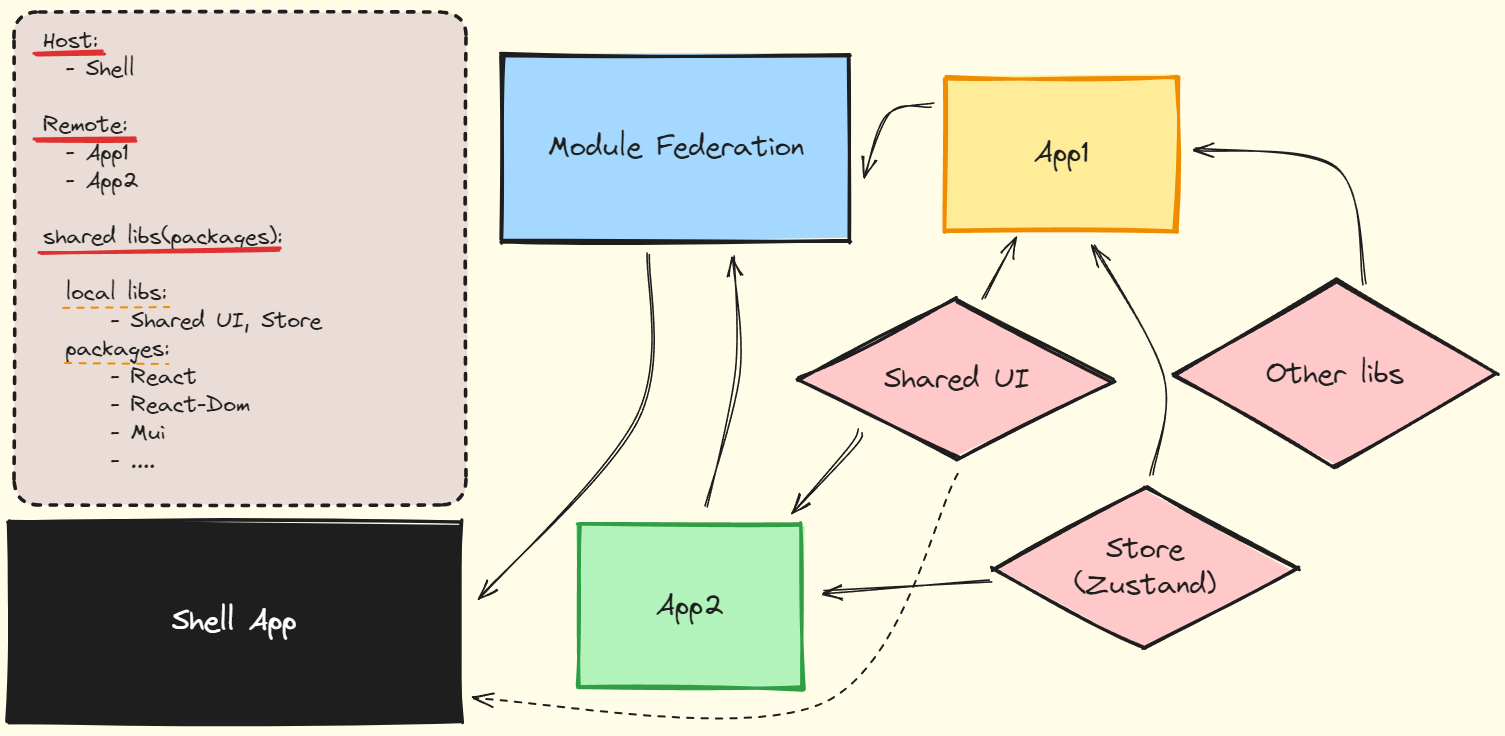 Host:
- Shell
Remote:
- App1
- App2
shared libs(packages):
local libs:
- Shared UI, Store
packages:
- React
- React-Dom
- Mui
- ....
Module Federation
App1
Shared UI
Other libs
Store
(Zustand)
App2
Shell App